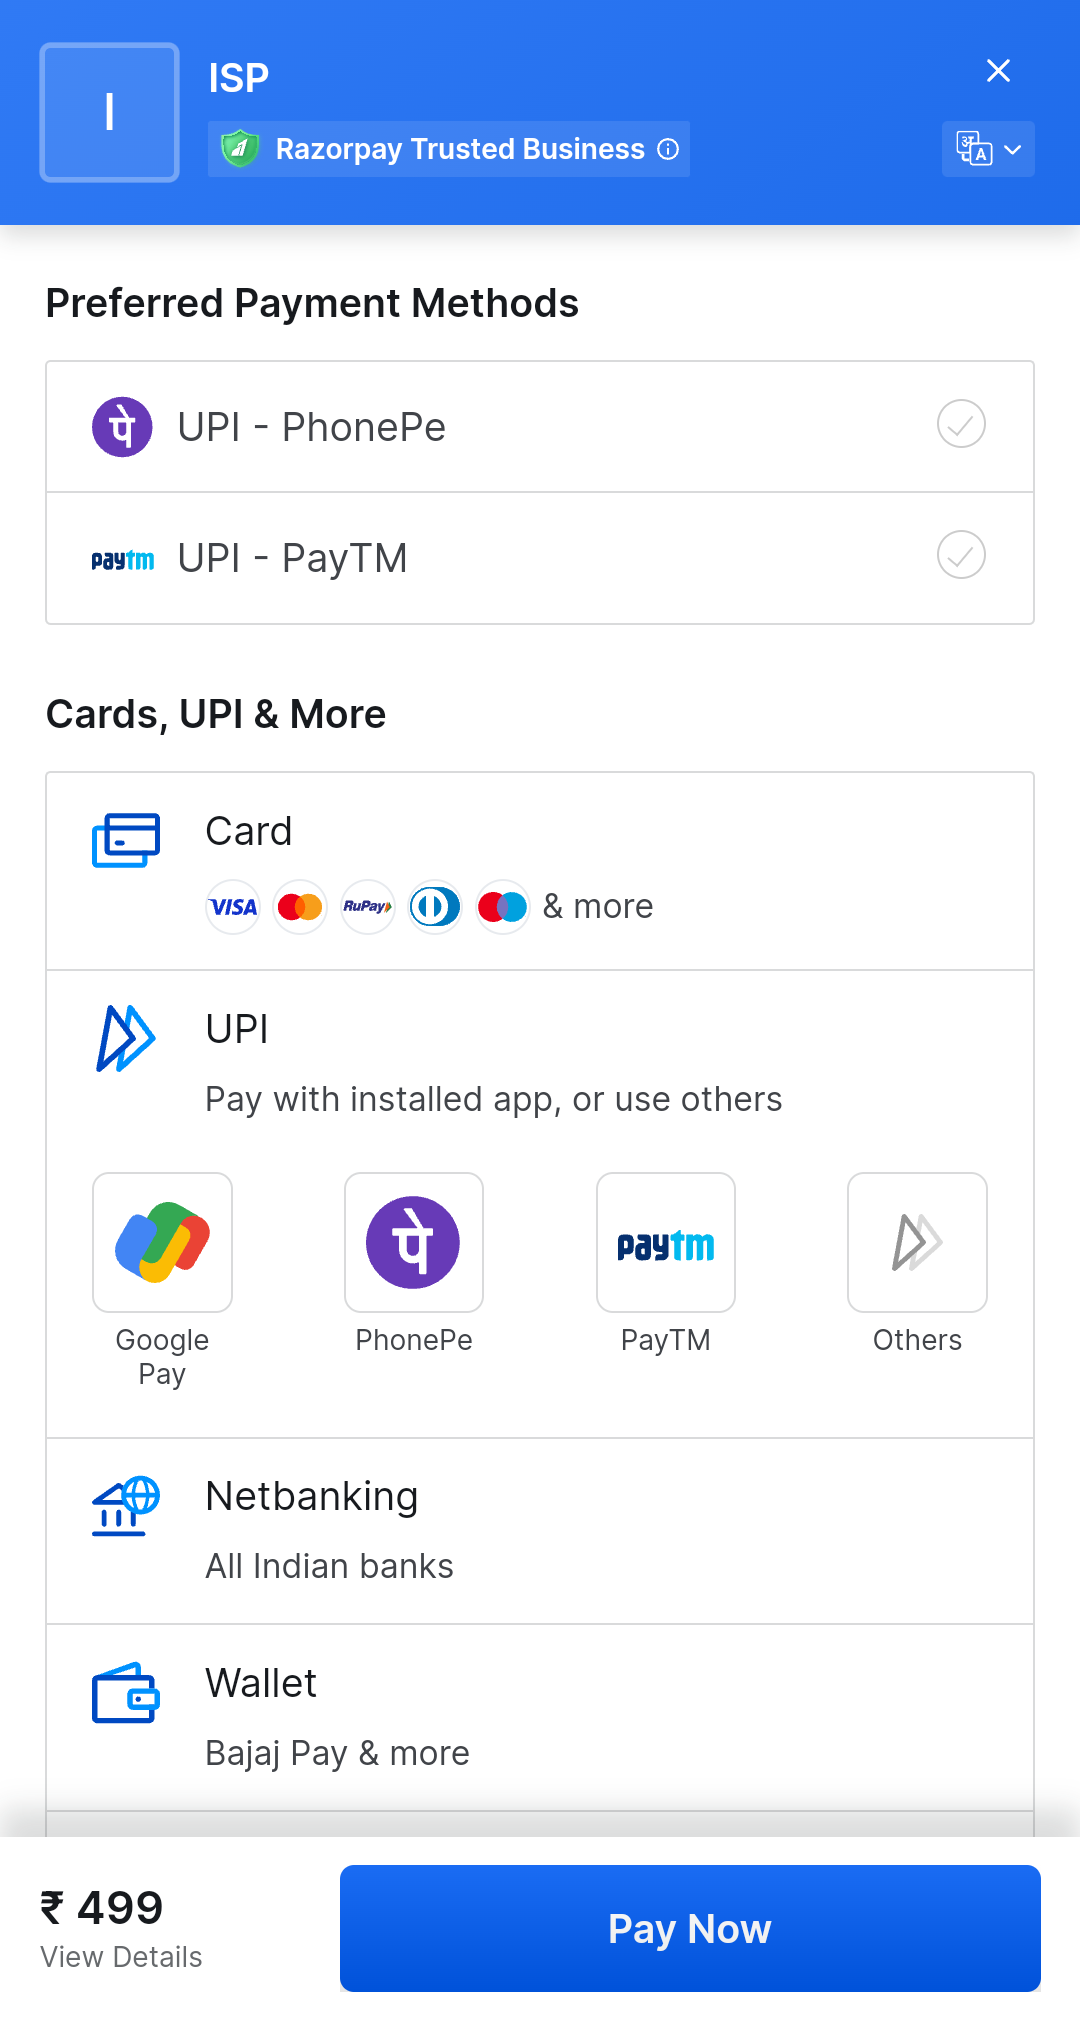 I
ISP
Razorpay Trusted Business
अ A
Preferred Payment Methods
पे UPI - PhonePe
paytm UPI - PayTM
Cards, UPI & More
Card
VISA RuPay & more
UPI
Pay with installed app, or use others
पे paytm
Google Pay PhonePe PayTM Others
Netbanking
All Indian banks
Wallet
Bajaj Pay & more
₹ 499
View Details
Pay Now